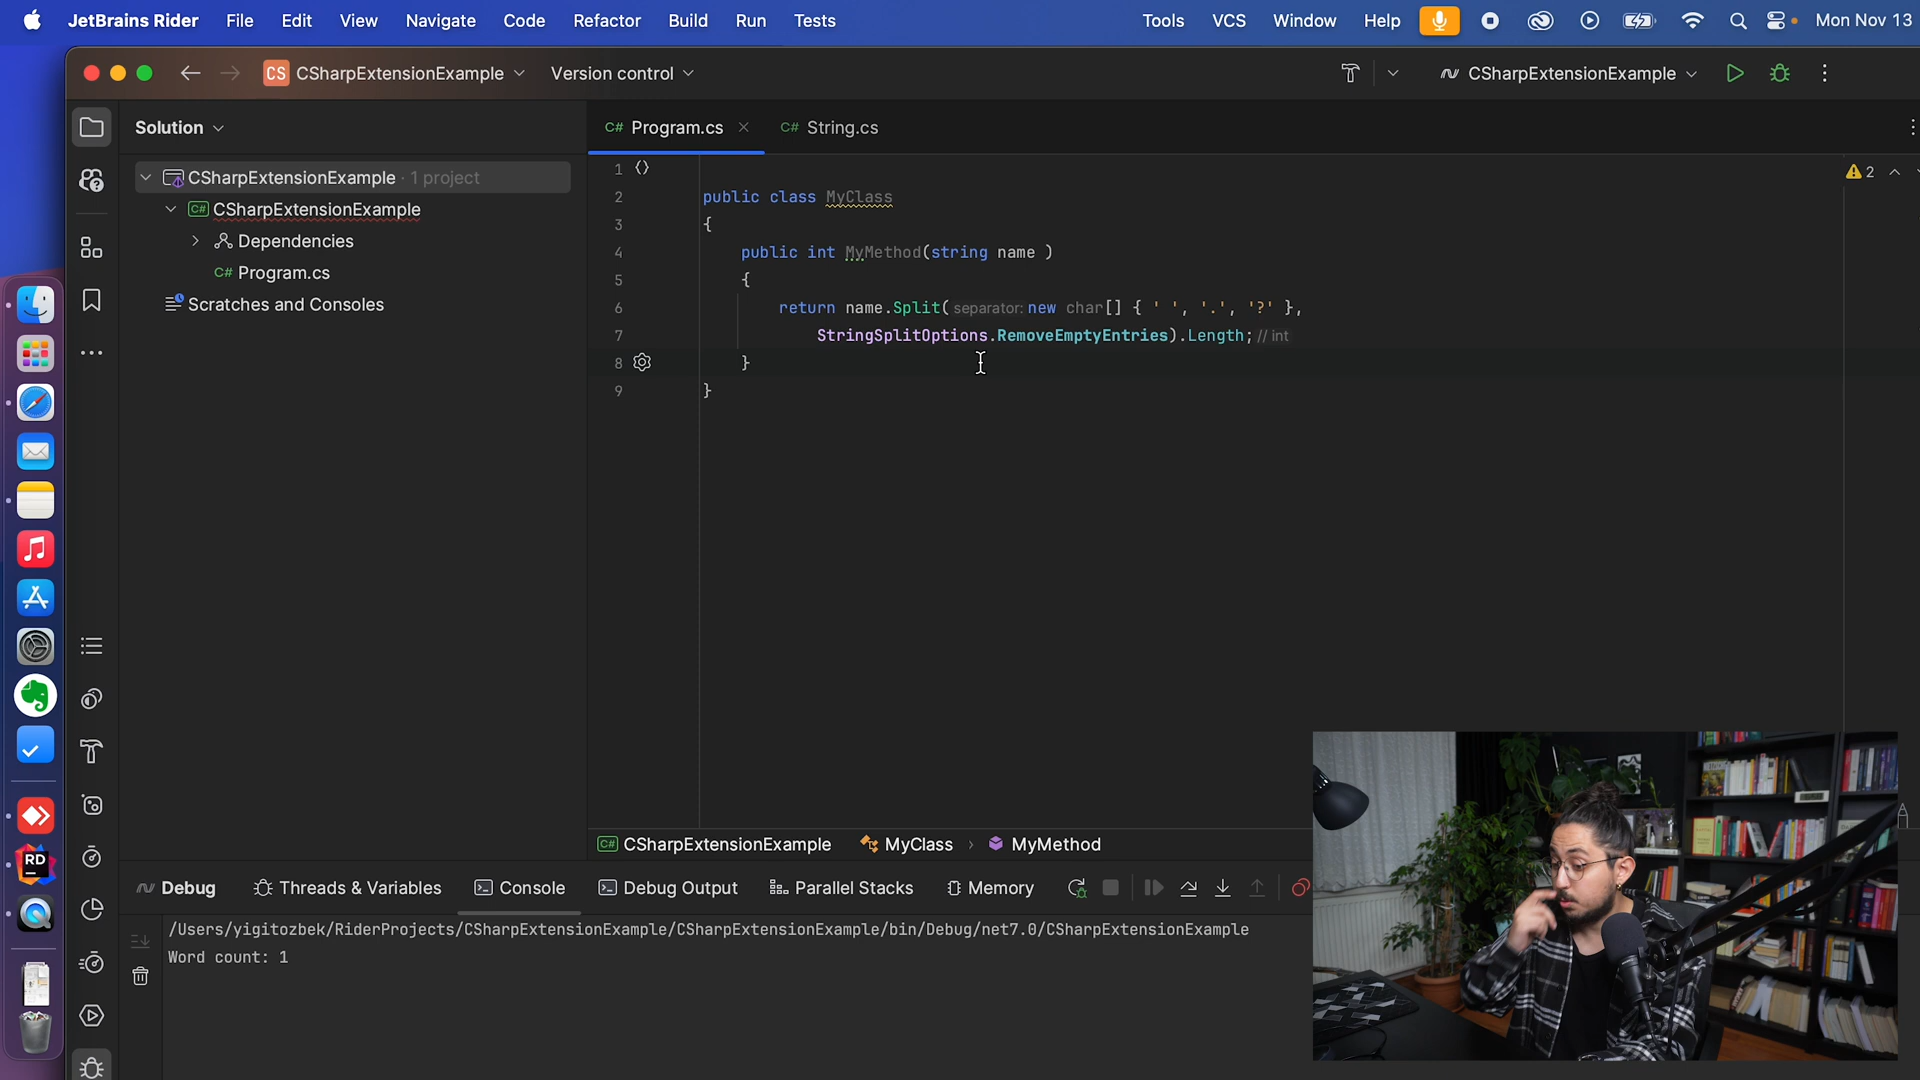 JetBrains Rider File Edit View Navigate Code Refactor Build Run Tests Tools VCS Window Help Mon Nov 13
CS CSharpExtensionExample Version control CSharpExtensionExample
Solution
C# Program.cs C# String.cs
CSharpExtensionExample · 1 project
C# CSharpExtensionExample
Dependencies
C# Program.cs
Scratches and Consoles
1
2 public class MyClass
3 {
4 public int MyMethod(string name )
5 {
6 return name.Split( separator: new char[] { ' ', '.', '?' },
7 StringSplitOptions.RemoveEmptyEntries).Length; // int
8 }
9 }
2
C# CSharpExtensionExample MyClass › MyMethod
Debug Threads & Variables Console Debug Output Parallel Stacks Memory
/Users/yigitozbek/RiderProjects/CSharpExtensionExample/CSharpExtensionExample/bin/Debug/net7.0/CSharpExtensionExample
Word count: 1
RD